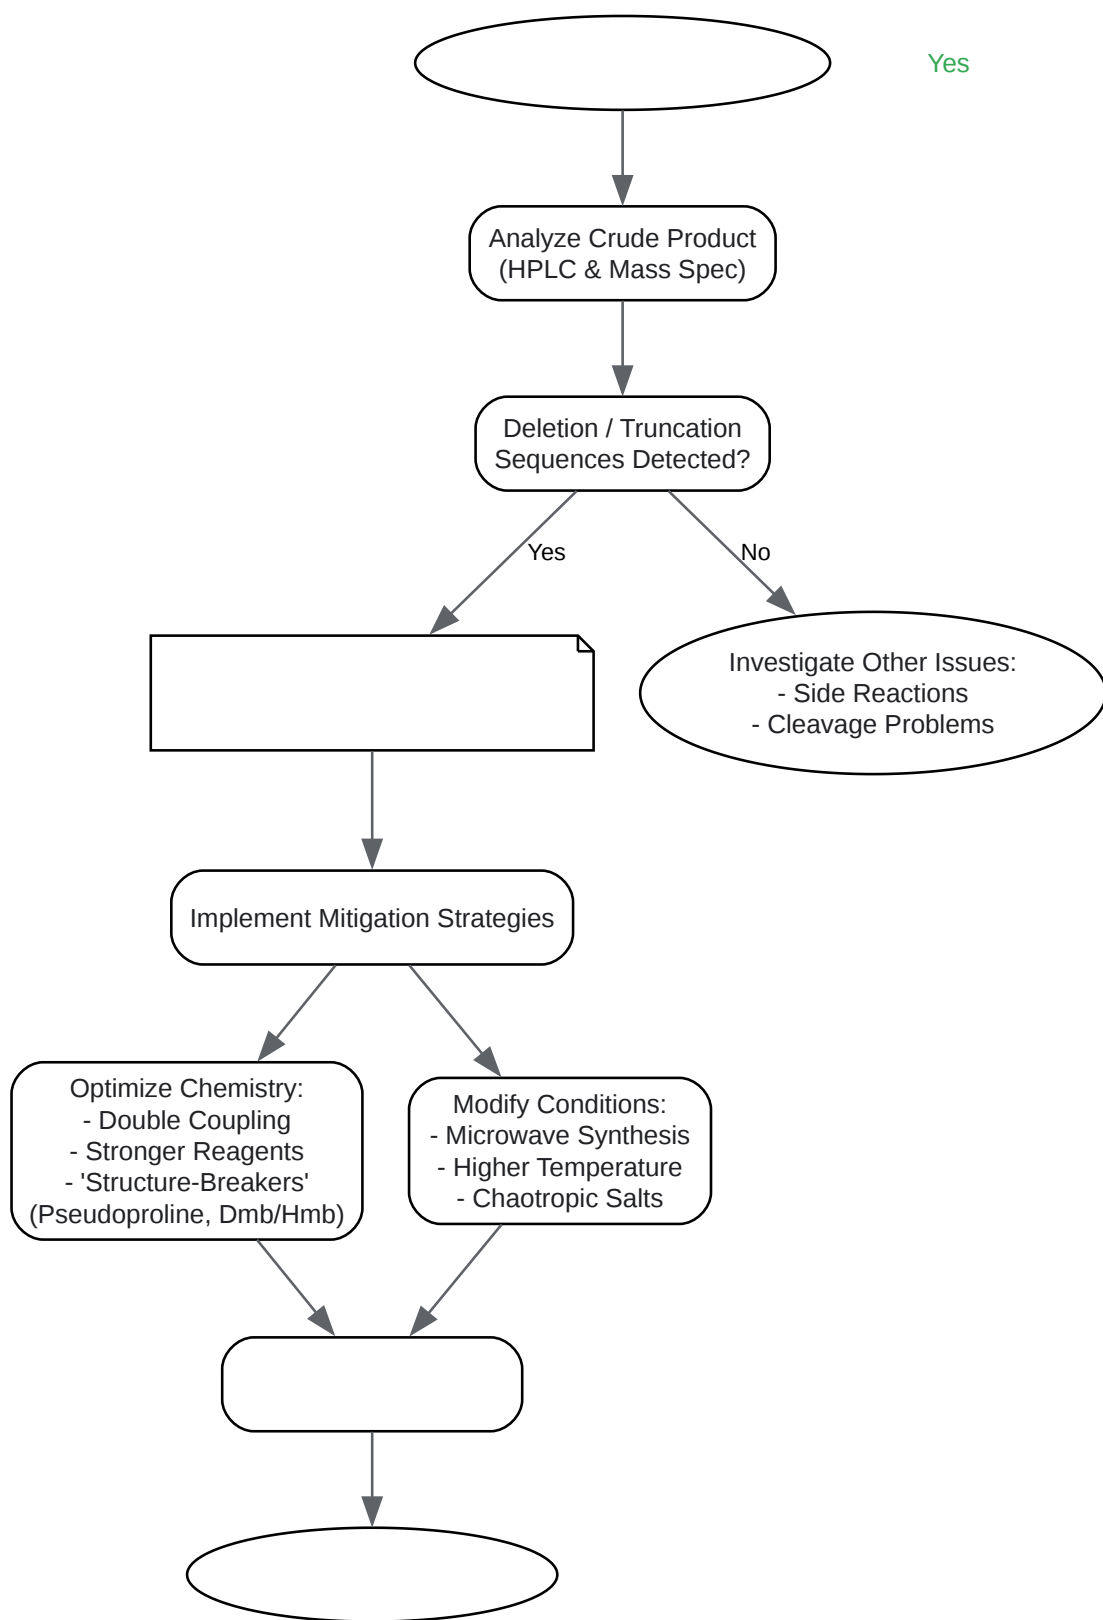 Yes
Analyze Crude Product
(HPLC & Mass Spec)
Deletion / Truncation
Sequences Detected?
Yes
No
Investigate Other Issues:
- Side Reactions
- Cleavage Problems
Implement Mitigation Strategies
Optimize Chemistry:
- Double Coupling
- Stronger Reagents
- 'Structure-Breakers'
(Pseudoproline, Dmb/Hmb)
Modify Conditions:
- Microwave Synthesis
- Higher Temperature
- Chaotropic Salts